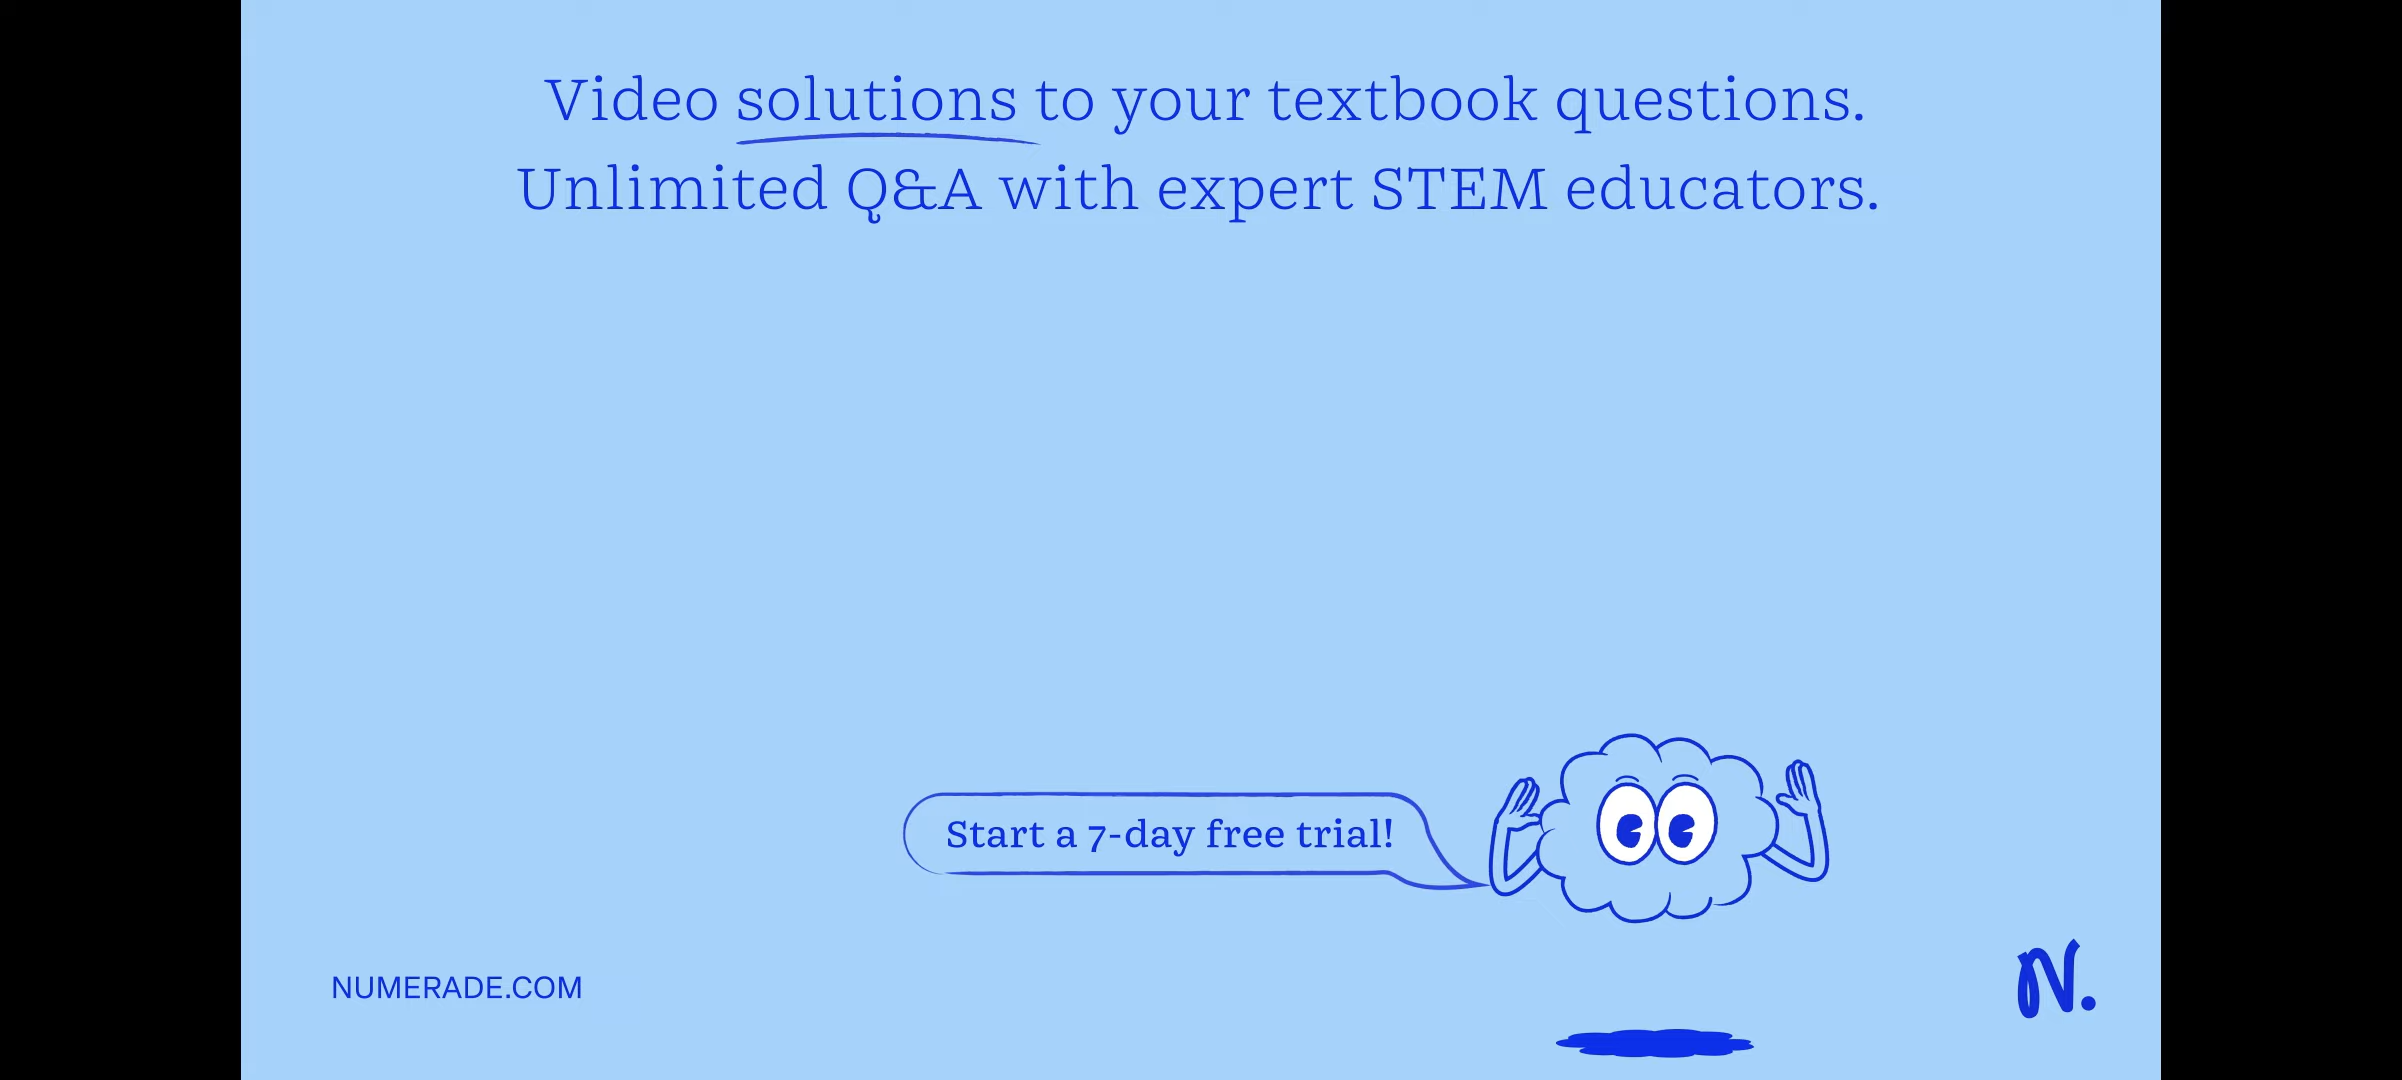 Video solutions to your textbook questions.
Unlimited Q&A with expert STEM educators.
Start a 7-day free trial!
NUMERADE.COM
N.